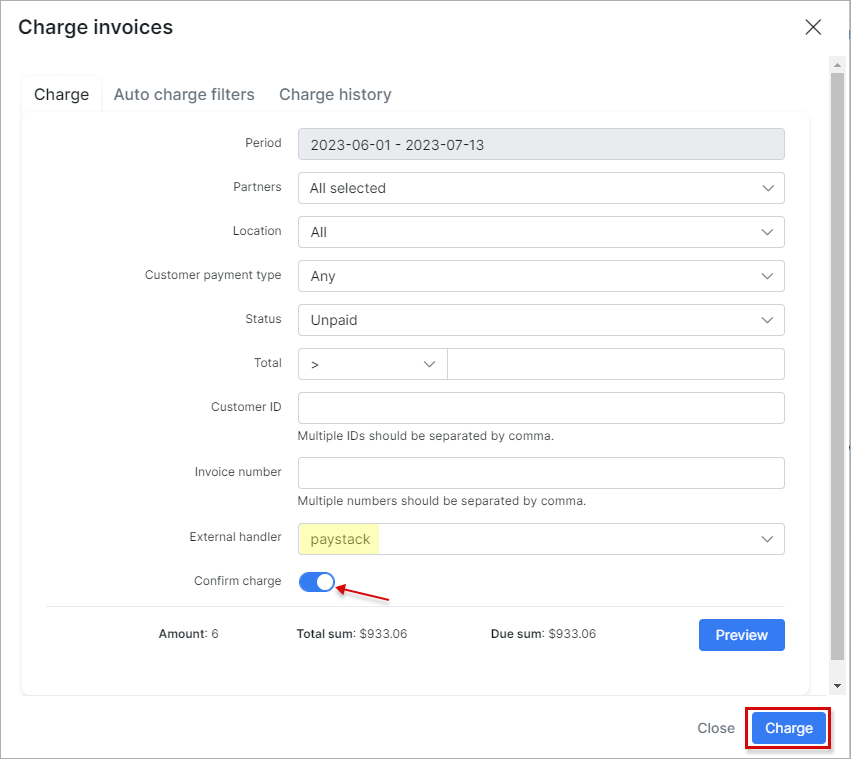 Charge invoices
Charge Auto charge filters Charge history
Period 2023-06-01 - 2023-07-13
Partners All selected
Location All
Customer payment type Any
Status Unpaid
Total >
Customer ID
Multiple IDs should be separated by comma.
Invoice number
Multiple numbers should be separated by comma.
External handler paystack
Confirm charge
Amount: 6 Total sum: $933.06 Due sum: $933.06 Preview
Close Charge